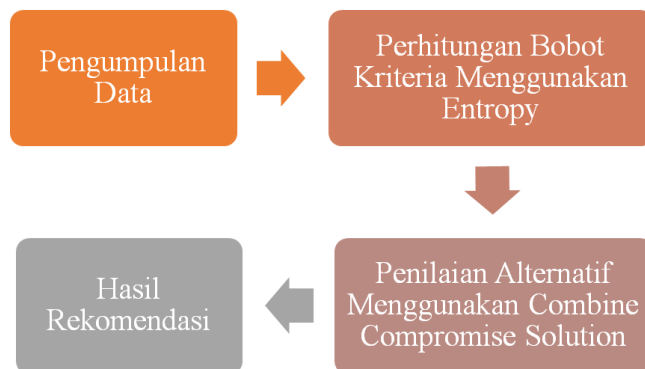 Pengumpulan
Data
Perhitungan Bobot
Kriteria Menggunakan
Entropy
Penilaian Alternatif
Menggunakan Combine
Compromise Solution
Hasil
Rekomendasi